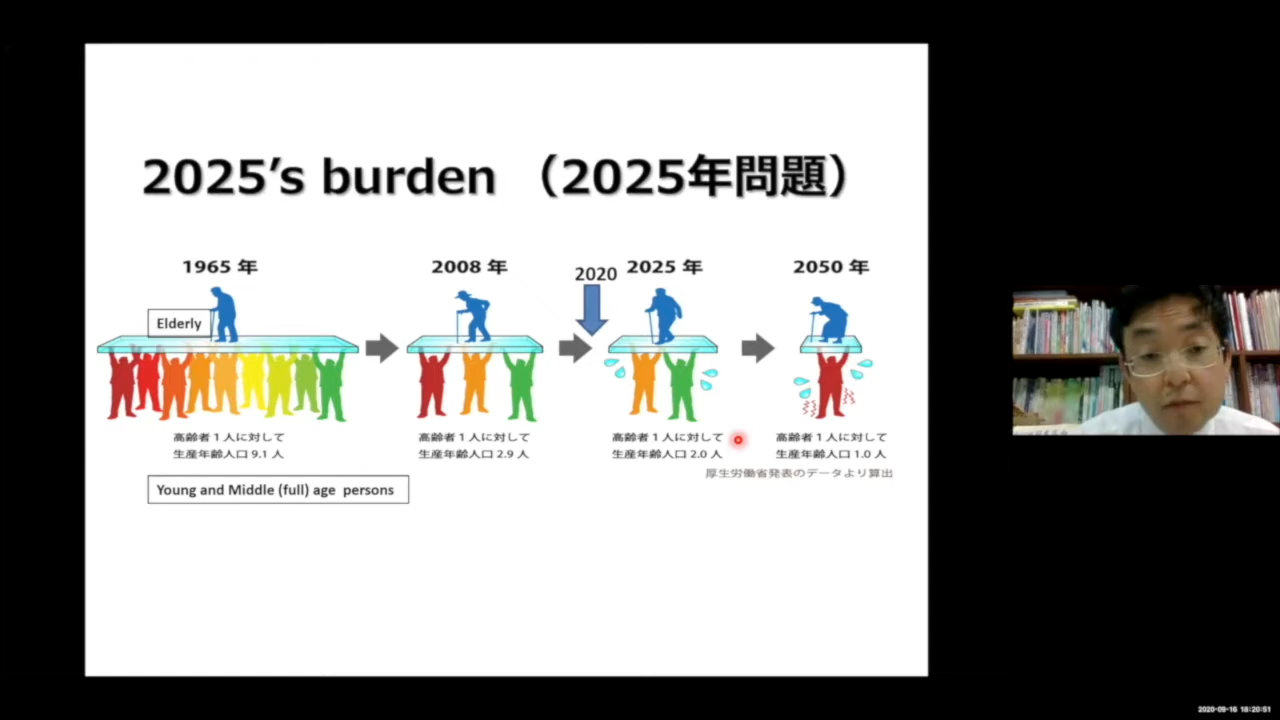 2025’s burden （2025年問題）
1965 年
2008 年
2020
2025 年
2050 年
Elderly
高齢者１人に対して
生産年齢人口 9.1 人
高齢者１人に対して
生産年齢人口 2.9 人
高齢者１人に対して
生産年齢人口 2.0 人
高齢者１人に対して
生産年齢人口 1.0 人
厚生労働省発表のデータより算出
Young and Middle (full) age persons
2020-09-16 18:20:51